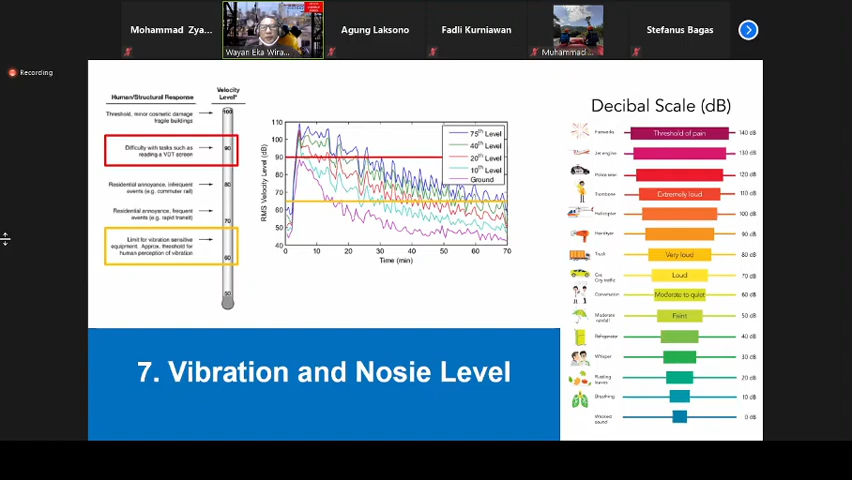 Mohammad Zya...
Wayan Eka Wira...
Agung Laksono
Fadli Kurniawan
Muhammad ...
Stefanus Bagas
Recording
Human/Structural Response
Velocity
Level*
Threshold, minor cosmetic damage
fragile buildings
100
Difficulty with tasks such as
reading a VDT screen
90
Residential annoyance, infrequent
events (e.g. commuter rail)
80
Residential annoyance, frequent
events (e.g. rapid transit)
70
Limit for vibration sensitive
equipment. Approx. threshold for
human perception of vibration
60
50
RMS Velocity Level (dB)
110
100
90
80
70
60
50
40
0
10
20
30
40
50
60
70
Time (min)
75th Level
40th Level
20th Level
10th Level
Ground
7. Vibration and Nosie Level
Decibal Scale (dB)
Fireworks
Threshold of pain
140 dB
Jet engine
130 dB
Police siren
120 dB
Trombone
Extremely loud
110 dB
Helicopter
100 dB
Hairdryer
90 dB
Truck
Very loud
80 dB
Car
City traffic
Loud
70 dB
Conversation
Moderate to quiet
60 dB
Moderate
rainfall
Faint
50 dB
Refrigerator
40 dB
Whisper
30 dB
Rustling
leaves
20 dB
Breathing
10 dB
sound
0 dB